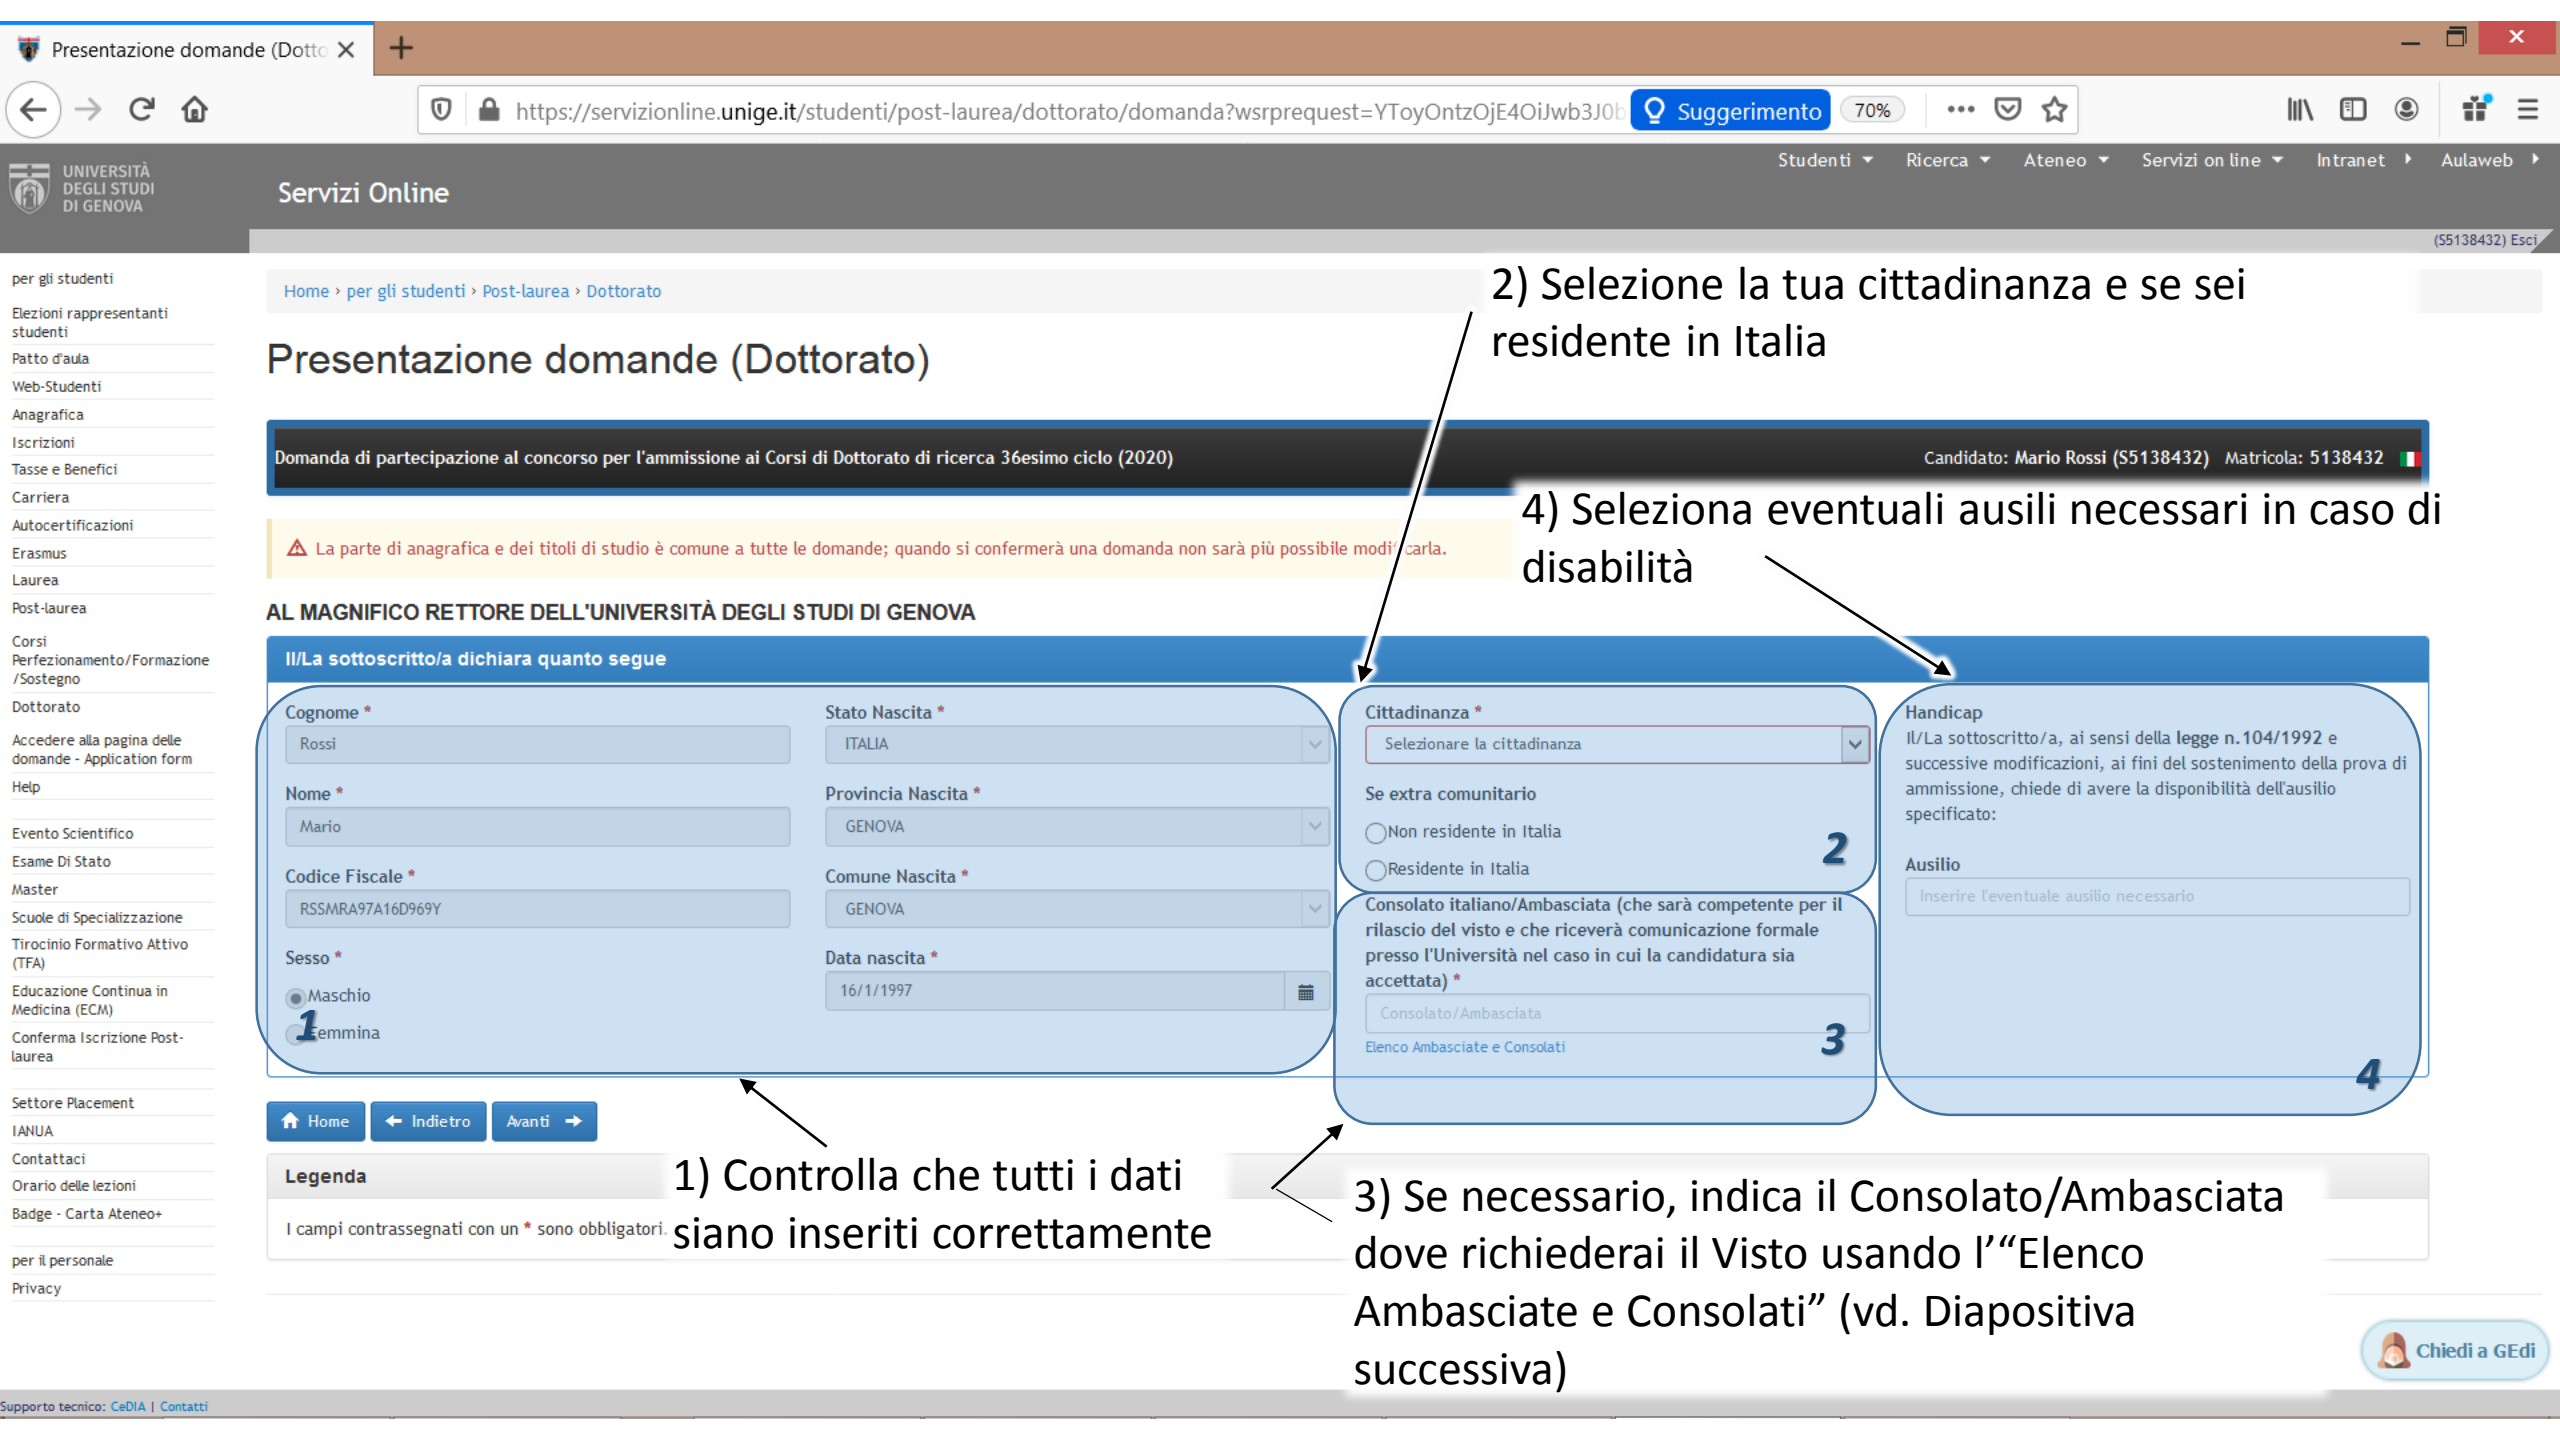 Presentazione domande (Dotto
https://servizionline.unige.it/studenti/post-laurea/dottorato/domanda?wsrprequest=YToyOntzOjE4OiJwb3J0b
Suggerimento
70%
UNIVERSITÀ
DEGLI STUDI
DI GENOVA
Servizi Online
Studenti
Ricerca
Ateneo
Servizi on line
Intranet
Aulaweb
(S5138432) Esci
per gli studenti
Elezioni rappresentanti
studenti
Patto d'aula
Web-Studenti
Anagrafica
Iscrizioni
Tasse e Benefici
Carriera
Autocertificazioni
Erasmus
Laurea
Post-laurea
Corsi
Perfezionamento/Formazione
/Sostegno
Dottorato
Accedere alla pagina delle
domande - Application form
Help
Evento Scientifico
Esame Di Stato
Master
Scuole di Specializzazione
Tirocinio Formativo Attivo
(TFA)
Educazione Continua in
Medicina (ECM)
Conferma Iscrizione Post-
laurea
Settore Placement
IANUA
Contattaci
Orario delle lezioni
Badge - Carta Ateneo+
per il personale
Privacy
Home › per gli studenti › Post-laurea › Dottorato
2) Selezione la tua cittadinanza e se sei
residente in Italia
Presentazione domande (Dottorato)
Domanda di partecipazione al concorso per l'ammissione ai Corsi di Dottorato di ricerca 36esimo ciclo (2020)
Candidato: Mario Rossi (S5138432) Matricola: 5138432
4) Seleziona eventuali ausili necessari in caso di
disabilità
La parte di anagrafica e dei titoli di studio è comune a tutte le domande; quando si confermerà una domanda non sarà più possibile modificarla.
AL MAGNIFICO RETTORE DELL'UNIVERSITÀ DEGLI STUDI DI GENOVA
Il/La sottoscritto/a dichiara quanto segue
Cognome *
Rossi
Nome *
Mario
Codice Fiscale *
RSSMRA97A16D969Y
Sesso *
Maschio
Femmina
1
Stato Nascita *
ITALIA
Provincia Nascita *
GENOVA
Comune Nascita *
GENOVA
Data nascita *
16/1/1997
Cittadinanza *
Selezionare la cittadinanza
Se extra comunitario
Non residente in Italia
Residente in Italia
2
Consolato italiano/Ambasciata (che sarà competente per il
rilascio del visto e che riceverà comunicazione formale
presso l'Università nel caso in cui la candidatura sia
accettata) *
Consolato/Ambasciata
Elenco Ambasciate e Consolati
3
Handicap
Il/La sottoscritto/a, ai sensi della legge n.104/1992 e
successive modificazioni, ai fini del sostenimento della prova di
ammissione, chiede di avere la disponibilità dell'ausilio
specificato:
Ausilio
Inserire l'eventuale ausilio necessario
4
Home
Indietro
Avanti
1) Controlla che tutti i dati
siano inseriti correttamente
Legenda
I campi contrassegnati con un * sono obbligatori.
3) Se necessario, indica il Consolato/Ambasciata
dove richiederai il Visto usando l'“Elenco
Ambasciate e Consolati” (vd. Diapositiva
successiva)
Chiedi a GEdi
Supporto tecnico: CeDIA | Contatti